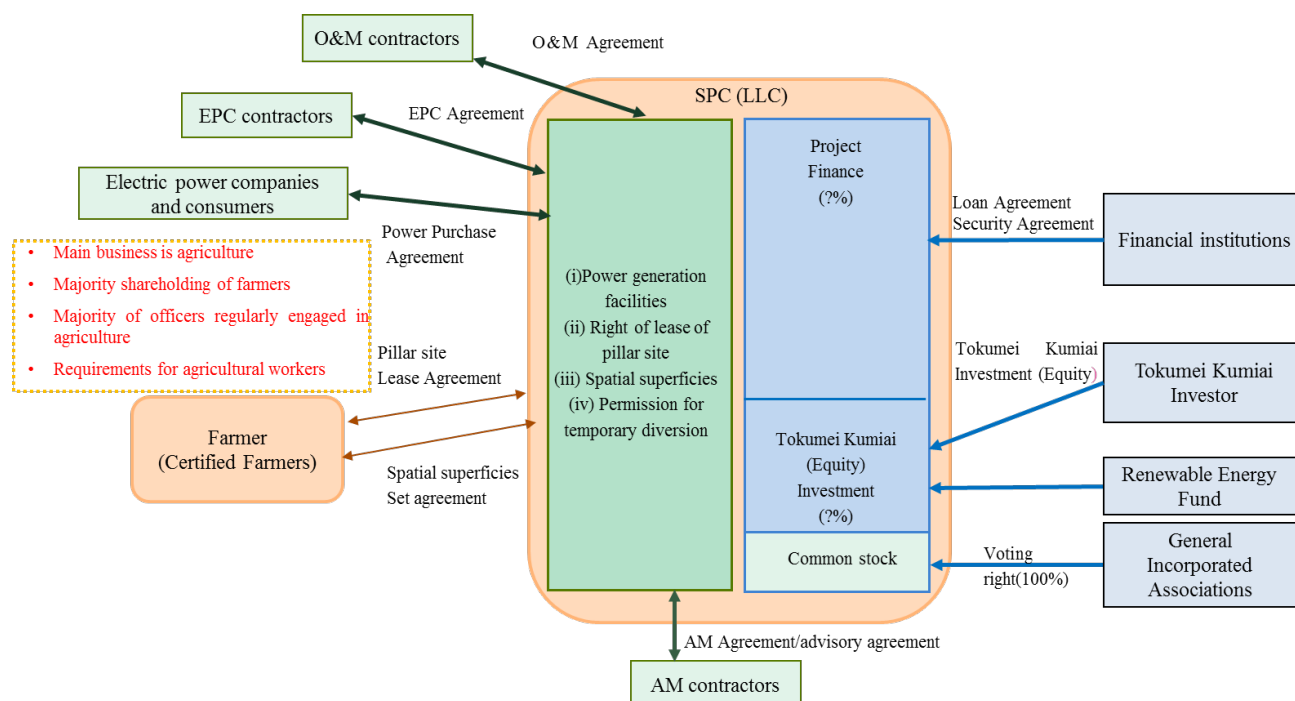 O&M contractors
O&M Agreement
SPC (LLC)
EPC contractors
EPC Agreement
Electric power companies
and consumers
Power Purchase
Agreement
• Main business is agriculture
• Majority shareholding of farmers
• Majority of officers regularly engaged in
agriculture
• Requirements for agricultural workers
Pillar site
Lease Agreement
Farmer
(Certified Farmers)
Spatial superficies
Set agreement
(i)Power generation
facilities
(ii) Right of lease of
pillar site
(iii) Spatial superficies
(iv) Permission for
temporary diversion
Project
Finance
(?%)
Tokumei Kumiai
(Equity)
Investment
(?%)
Common stock
Loan Agreement
Security Agreement
Financial institutions
Tokumei Kumiai
Investment (Equity)
Tokumei Kumiai
Investor
Renewable Energy
Fund
Voting
right(100%)
General
Incorporated
Associations
AM Agreement/advisory agreement
AM contractors